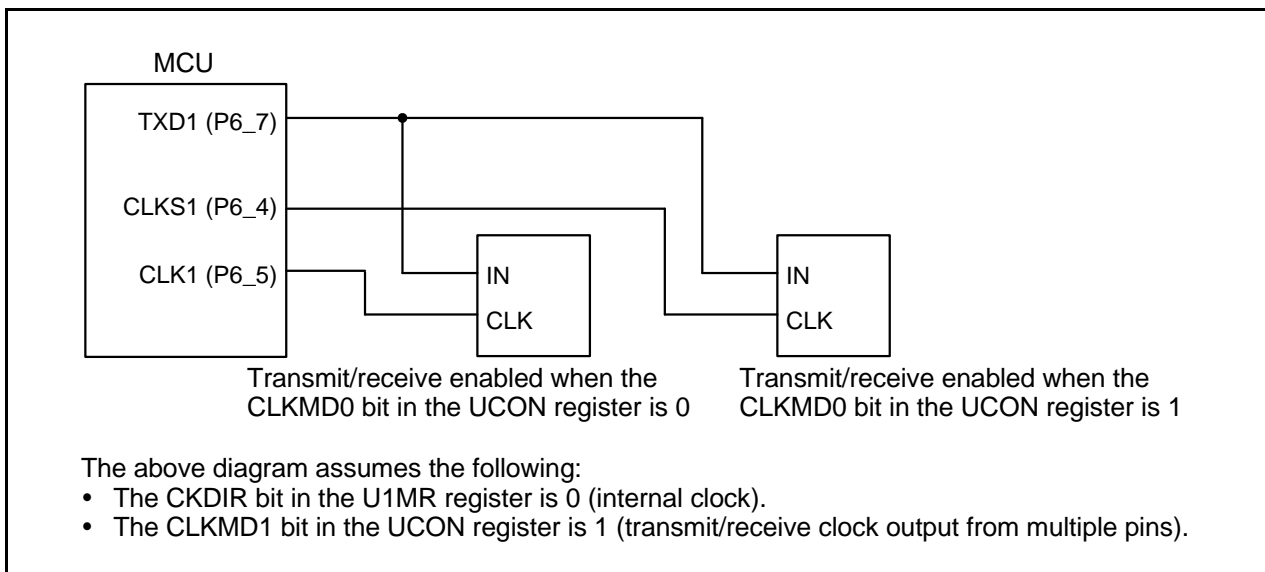 MCU
TXD1 (P6_7)
CLKS1 (P6_4)
CLK1 (P6_5)
IN
CLK
IN
CLK
Transmit/receive enabled when the
CLKMD0 bit in the UCON register is 0
Transmit/receive enabled when the
CLKMD0 bit in the UCON register is 1
The above diagram assumes the following:
• The CKDIR bit in the U1MR register is 0 (internal clock).
• The CLKMD1 bit in the UCON register is 1 (transmit/receive clock output from multiple pins).